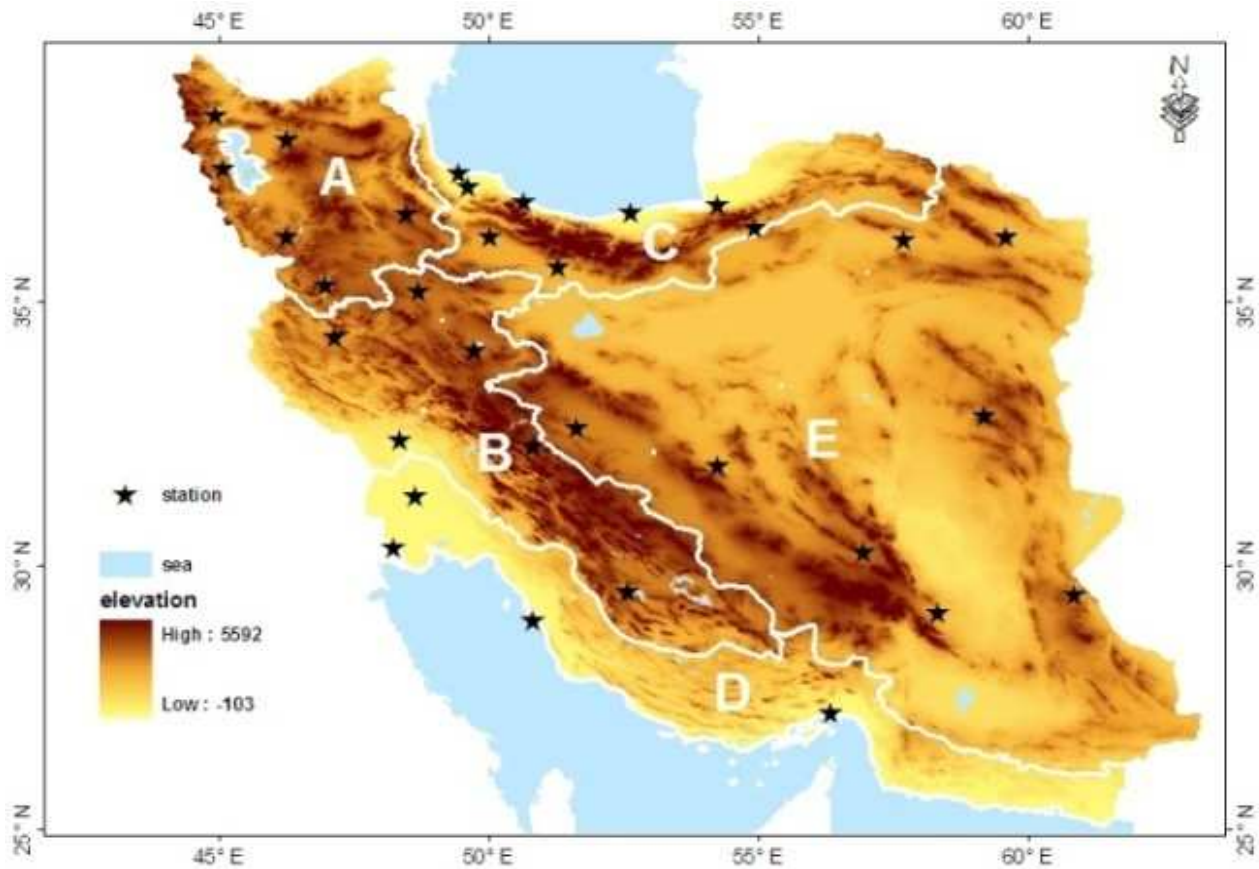 45° E 50° E 55° E 60° E
N
A
C
35° N 35° N
B
E
station
sea
30° N 30° N
elevation
High : 5592
Low : -103
D
25° N 25° N
45° E 50° E 55° E 60° E